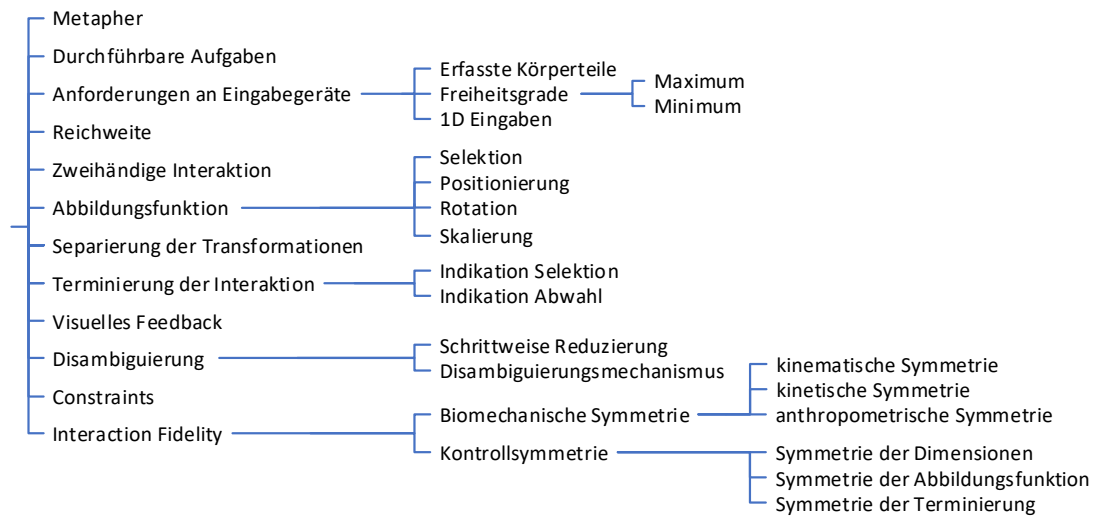 Metapher
Durchführbare Aufgaben
Anforderungen an Eingabegeräte
Erfasste Körperteile
Freiheitsgrade
Maximum
Minimum
1D Eingaben
Reichweite
Zweihändige Interaktion
Abbildungsfunktion
Selektion
Positionierung
Rotation
Skalierung
Separierung der Transformationen
Terminierung der Interaktion
Indikation Selektion
Indikation Abwahl
Visuelles Feedback
Disambiguierung
Schrittweise Reduzierung
Disambiguierungsmechanismus
Constraints
Interaction Fidelity
Biomechanische Symmetrie
kinematische Symmetrie
kinetische Symmetrie
anthropometrische Symmetrie
Kontrollsymmetrie
Symmetrie der Dimensionen
Symmetrie der Abbildungsfunktion
Symmetrie der Terminierung